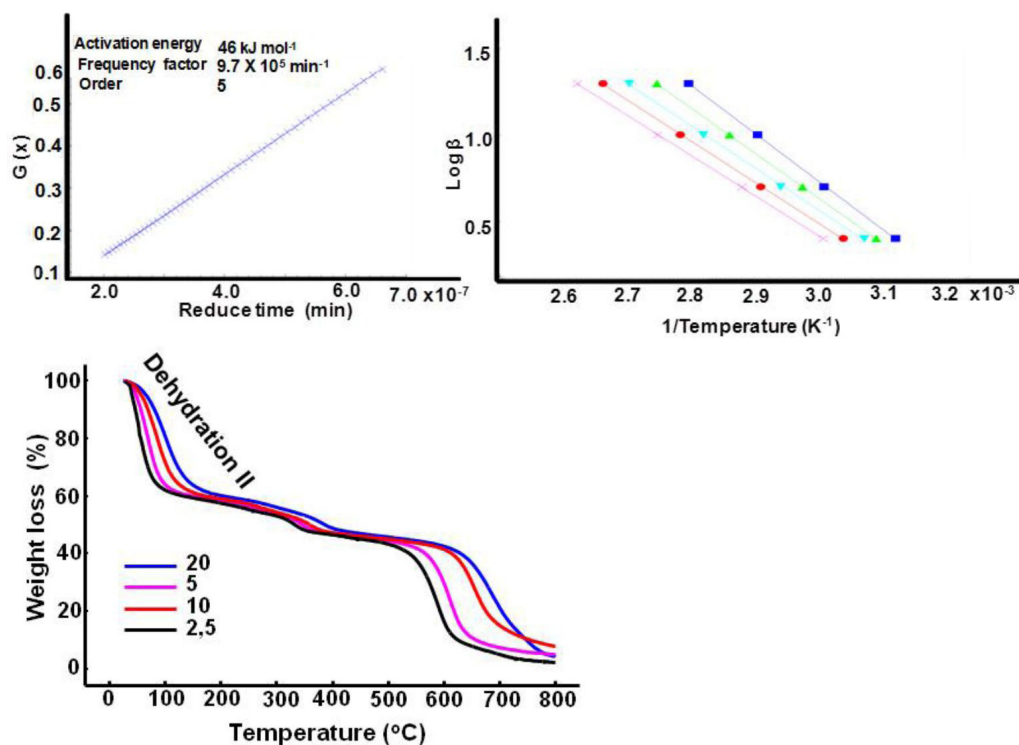 Activation energy 46 kJ mol⁻¹
Frequency factor 9.7 X 10⁵ min⁻¹
Order 5
0.6
0.5
0.4
0.3
0.2
0.1
G (x)
2.0 4.0 6.0 7.0 x10⁻⁷
Reduce time (min)
1.5
1.0
0.5
Log β
2.6 2.7 2.8 2.9 3.0 3.1 3.2 x10⁻³
1/Temperature (K⁻¹)
Dehydration II
100
80
60
40
20
0
Weight loss (%)
20
5
10
2,5
0 100 200 300 400 500 600 700 800
Temperature (°C)